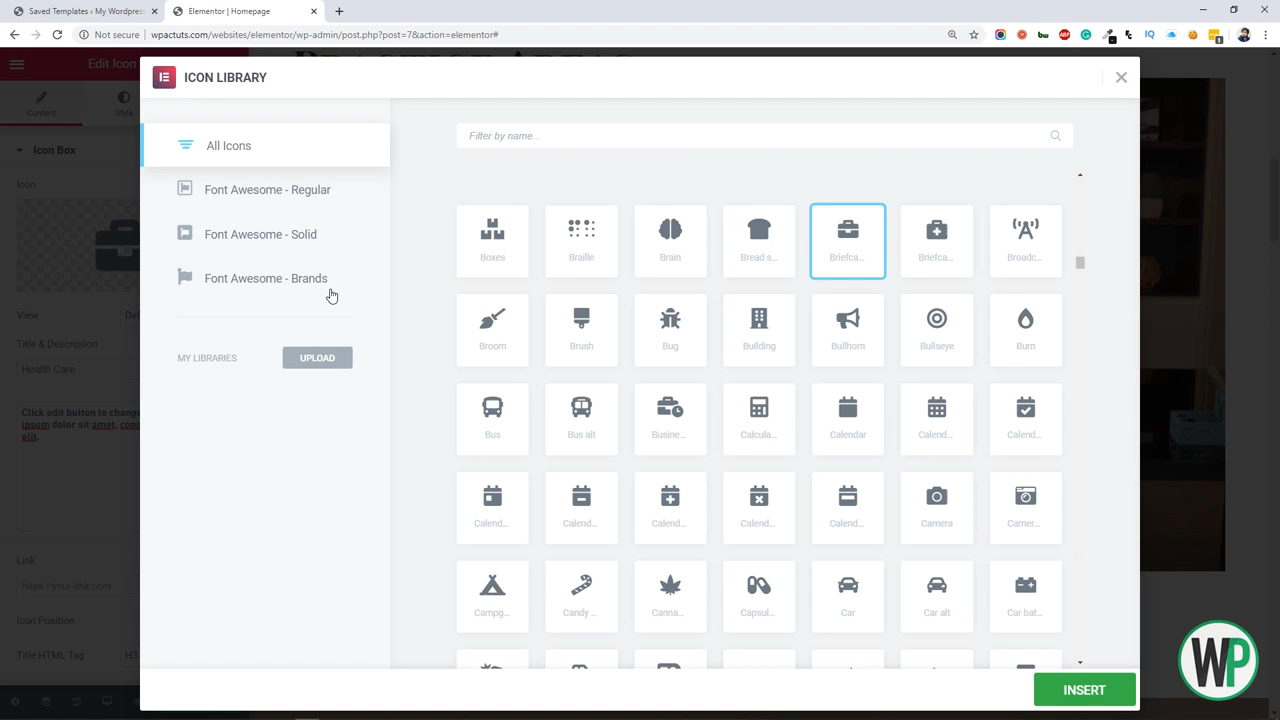 Saved Templates ‹ My Wordpress
Elementor | Homepage
Not secure
wpactuts.com/websites/elementor/wp-admin/post.php?post=7&action=elementor#
Edit Icon
Content
Style
Icon Box
Icon
View
Title & Description
Health Care
Click edit button to change
ipsum dolor sit amet, cons
elit.
Link
https://your-link.com
Icon Position
Title HTML Tag
H3
ICON LIBRARY
All Icons
Font Awesome - Regular
Font Awesome - Solid
Font Awesome - Brands
MY LIBRARIES
UPLOAD
Filter by name...
Boxes
Braille
Brain
Bread s...
Briefca...
Briefca...
Broadc...
Broom
Brush
Bug
Building
Bullhorn
Bullseye
Burn
Bus
Bus alt
Busine...
Calcula...
Calendar
Calend...
Calend...
Calend...
Calend...
Calend...
Calend...
Calend...
Camera
Camer...
Campg...
Candy ...
Canna...
Capsul...
Car
Car alt
Car bat...
INSERT
WP